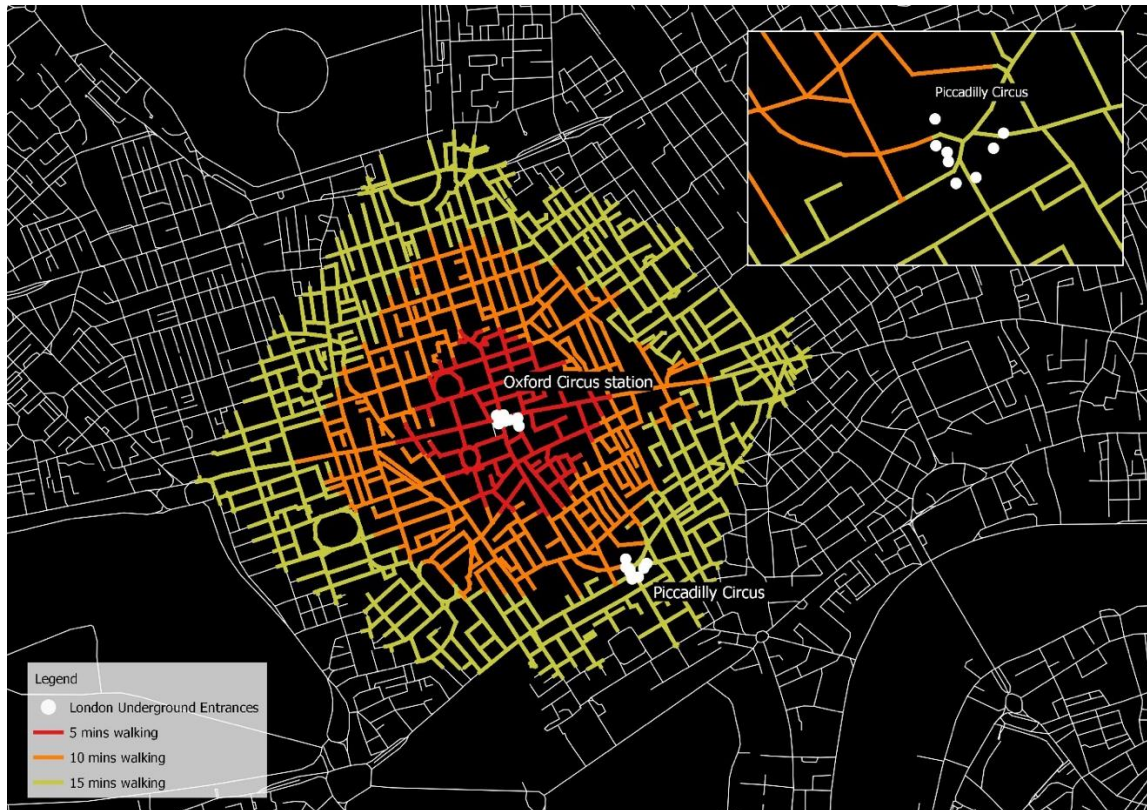 Piccadilly Circus
Oxford Circus station
Piccadilly Circus
Legend
London Underground Entrances
5 mins walking
10 mins walking
15 mins walking